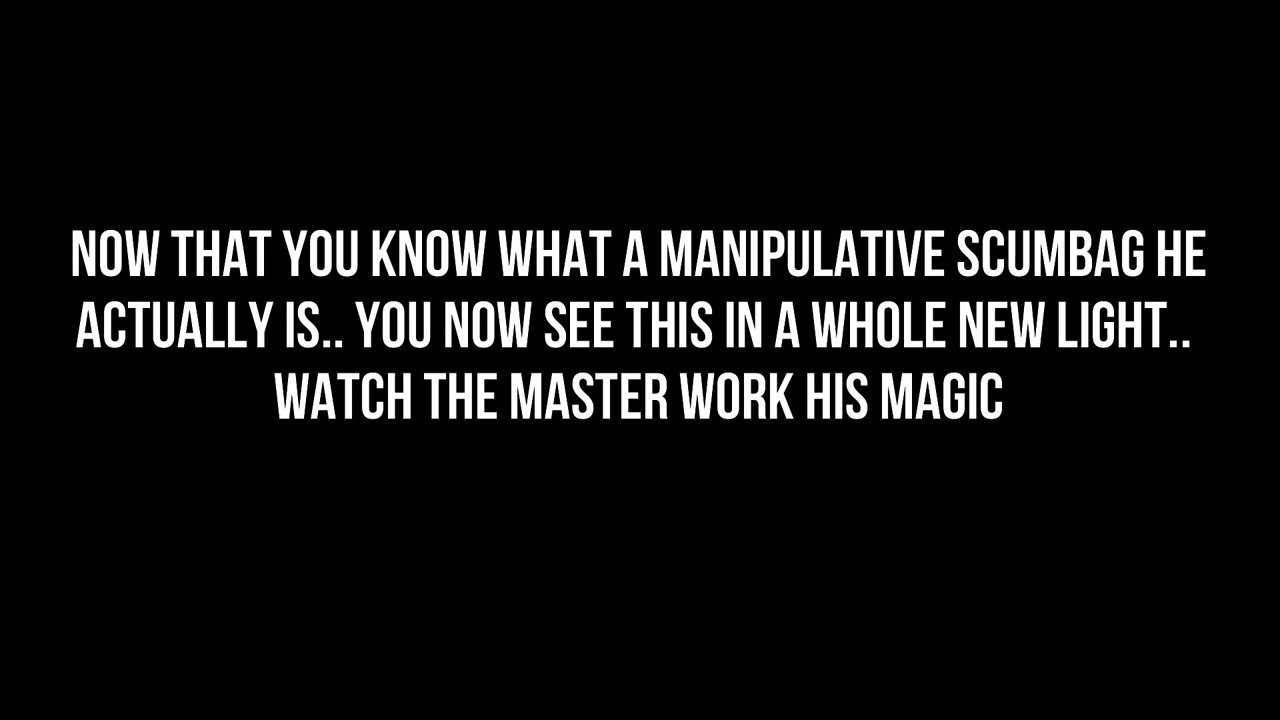 NOW THAT YOU KNOW WHAT A MANIPULATIVE SCUMBAG HE
ACTUALLY IS.. YOU NOW SEE THIS IN A WHOLE NEW LIGHT..
WATCH THE MASTER WORK HIS MAGIC